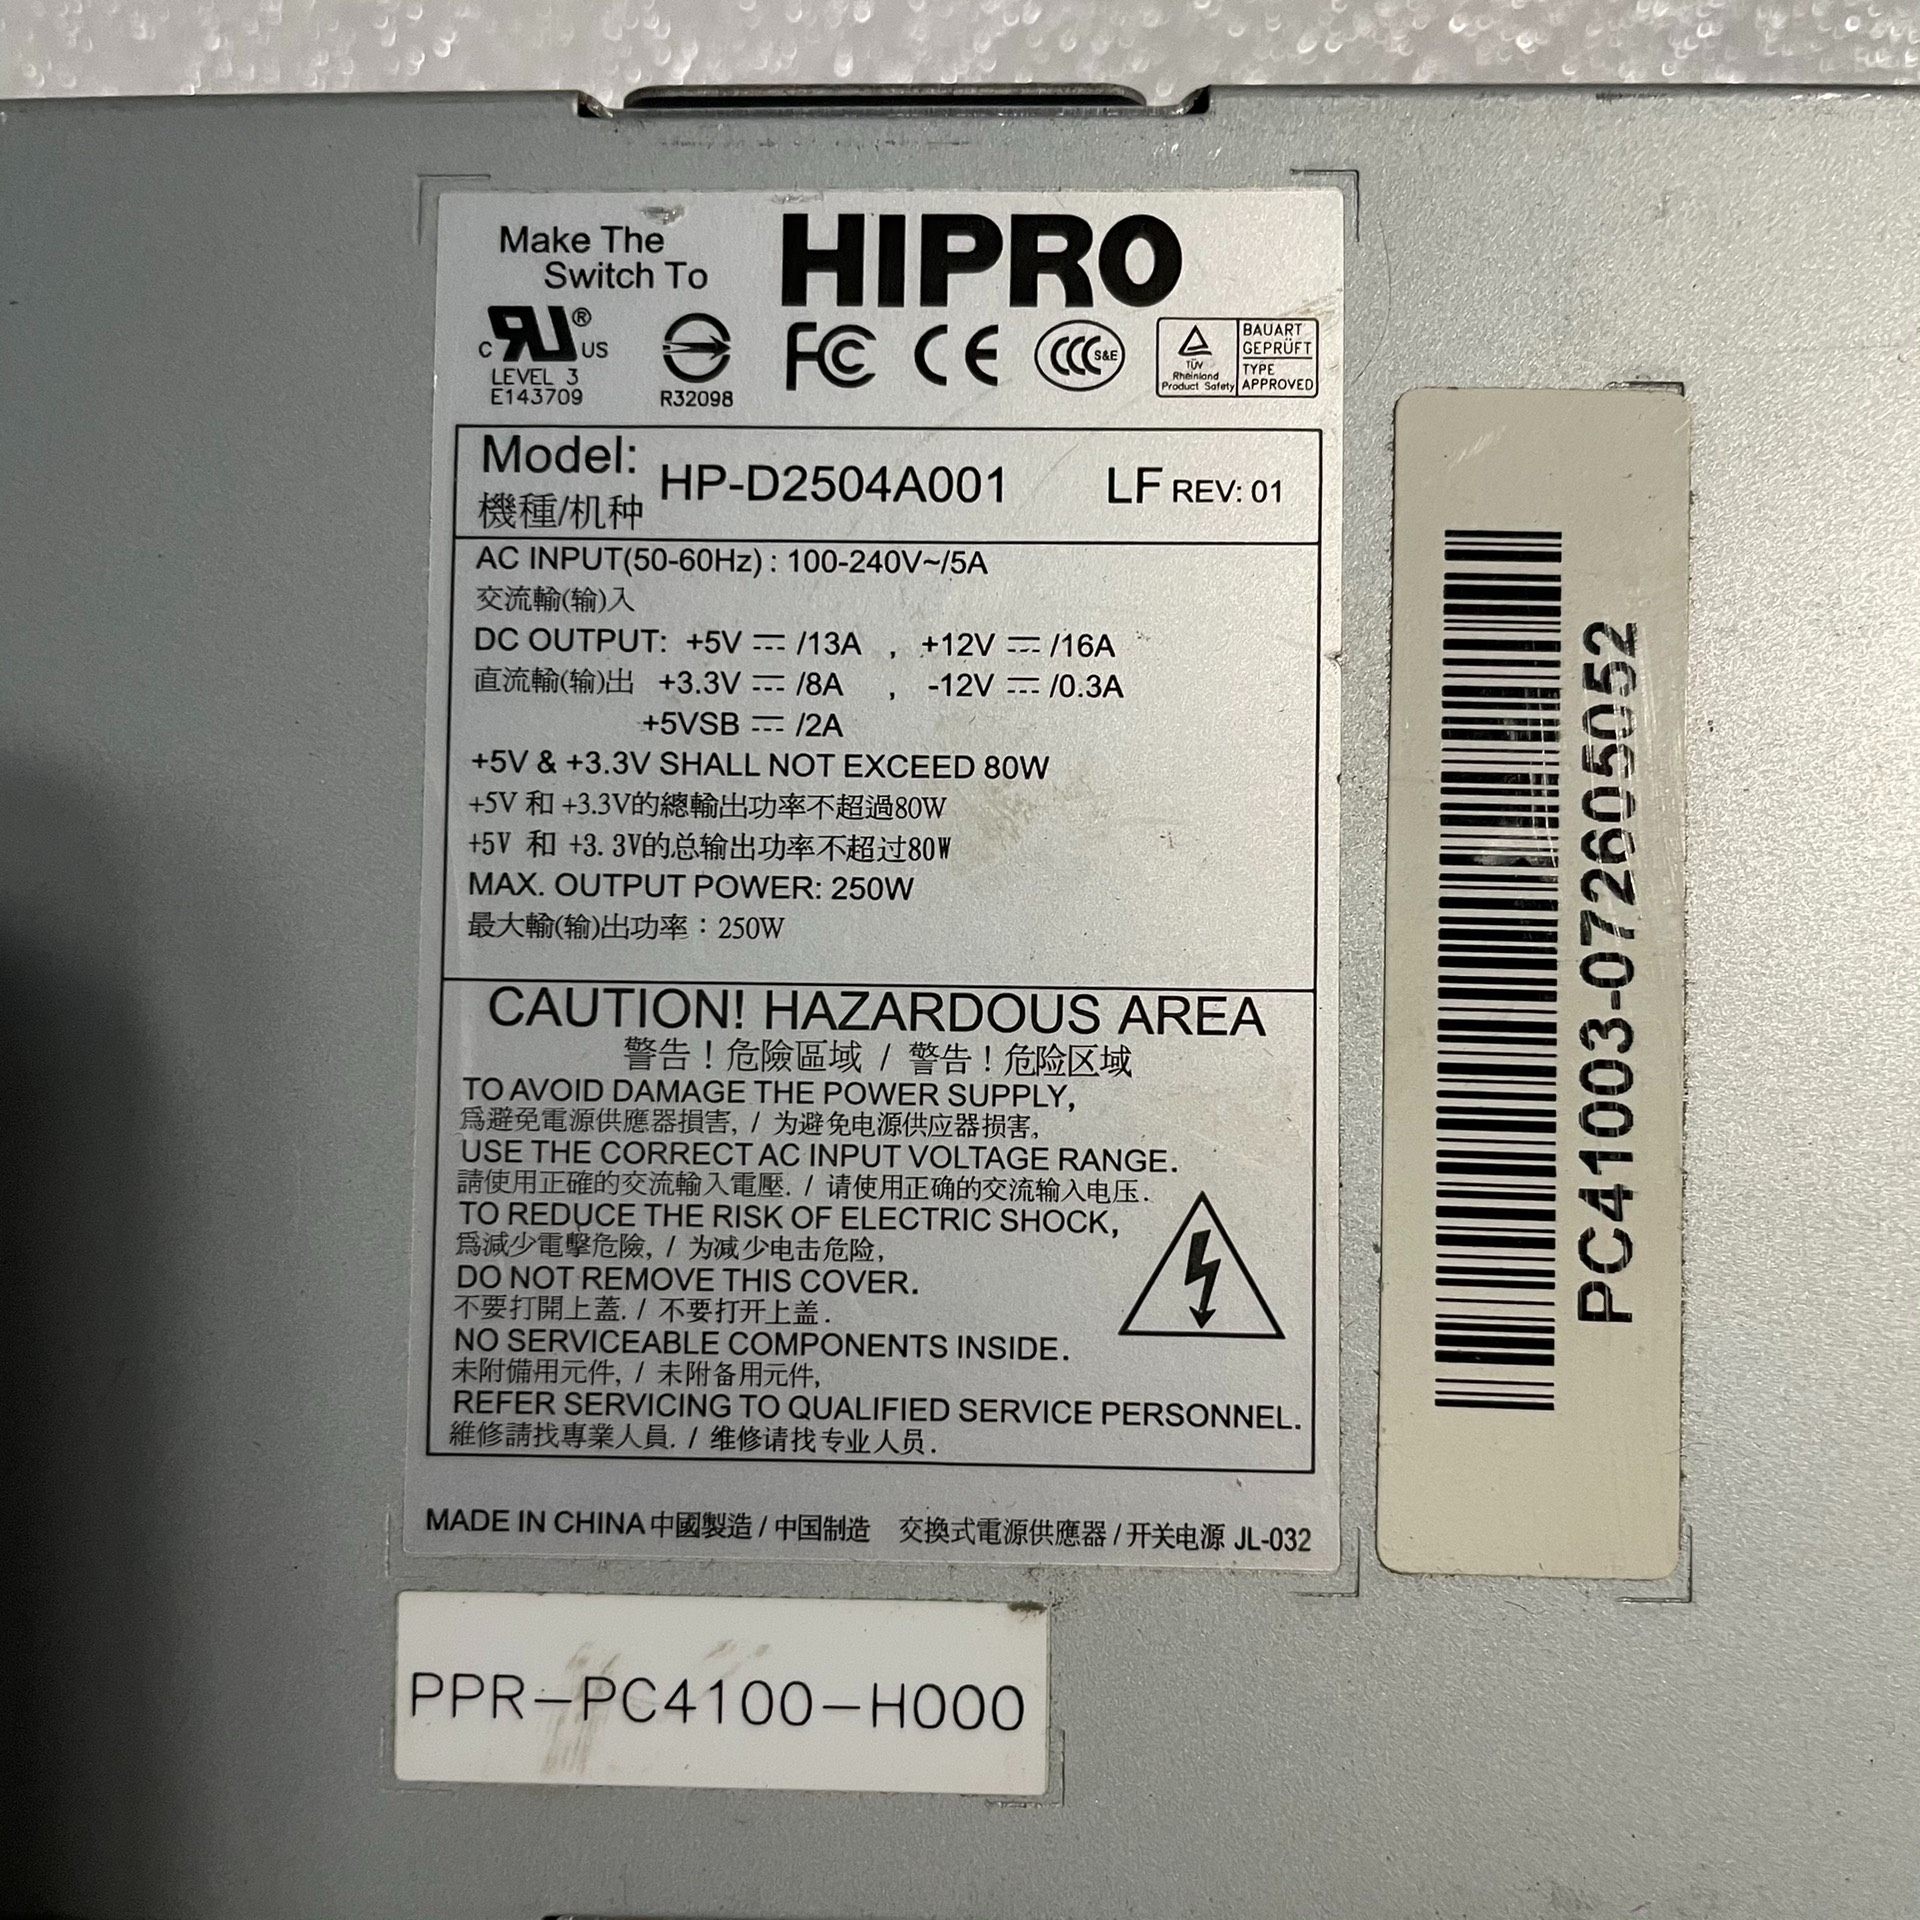 Make The
Switch To
HIPRO
C RU ® US
LEVEL 3
E143709
R32098
FC
CE
CCC S&E
TÜV
Rheinland
Product Safety
BAUART
GEPRÜFT
TYPE
APPROVED
Model: HP-D2504A001 LF REV: 01
機種/机种
AC INPUT(50-60Hz) : 100-240V~/5A
交流輸(输)入
DC OUTPUT: +5V ⎓ /13A , +12V ⎓ /16A
直流輸(输)出 +3.3V ⎓ /8A , -12V ⎓ /0.3A
+5VSB ⎓ /2A
+5V & +3.3V SHALL NOT EXCEED 80W
+5V 和 +3.3V的總輸出功率不超過80W
+5V 和 +3.3V的总输出功率不超过80W
MAX. OUTPUT POWER: 250W
最大輸(输)出功率：250W
CAUTION! HAZARDOUS AREA
警告！危險區域 / 警告！危险区域
TO AVOID DAMAGE THE POWER SUPPLY,
爲避免電源供應器損害, / 为避免电源供应器损害,
USE THE CORRECT AC INPUT VOLTAGE RANGE.
請使用正確的交流輸入電壓. / 请使用正确的交流输入电压.
TO REDUCE THE RISK OF ELECTRIC SHOCK,
爲減少電擊危險, / 为减少电击危险,
DO NOT REMOVE THIS COVER.
不要打開上蓋. / 不要打开上盖.
NO SERVICEABLE COMPONENTS INSIDE.
未附備用元件, / 未附备用元件,
REFER SERVICING TO QUALIFIED SERVICE PERSONNEL.
維修請找專業人員. / 维修请找专业人员.
MADE IN CHINA 中國製造 / 中国制造 交換式電源供應器 / 开关电源 JL-032
PC41003-072605052
PPR-PC4100-H000